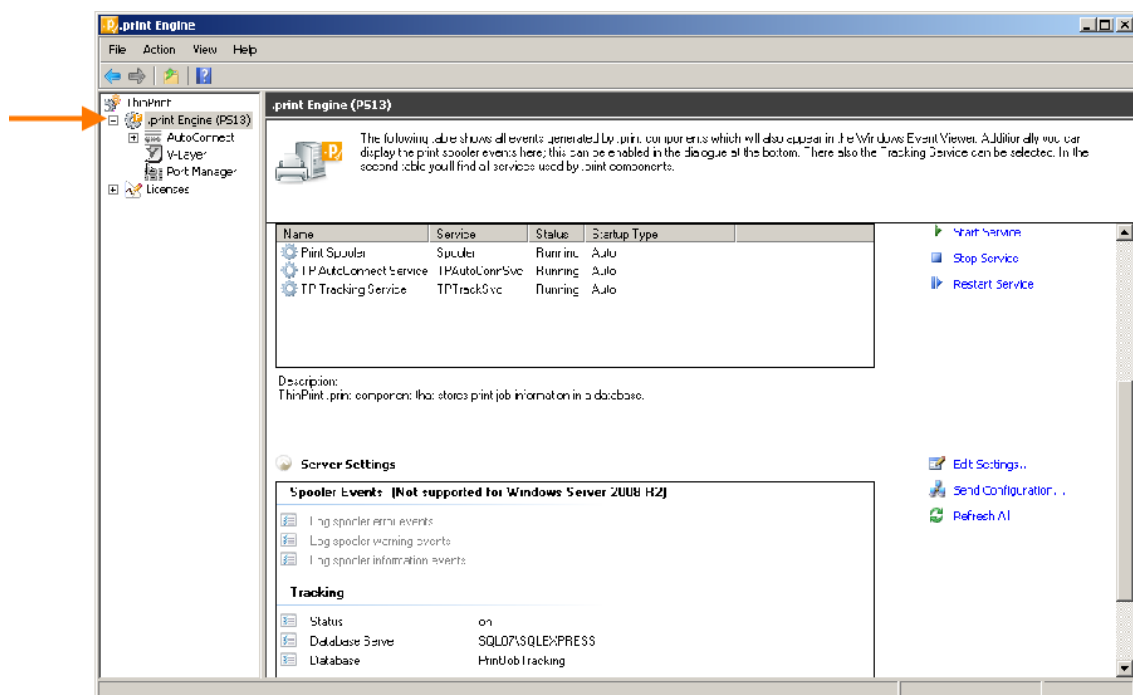 .print Engine
File Action View Help
ThinPrint
.print Engine (PS13)
AutoConnect
V-Layer
Port Manager
Licenses
.print Engine (PS13)
The following table shows all events generated by .print components which will also appear in the Windows Event Viewer. Additionally you can
display the print spooler events here; this can be enabled in the dialogue at the bottom. There also the Tracking Service can be selected. In the
second table you'll find all services used by .print components.
Name Service Status Startup Type
Print Spooler Spooler Running Auto
TP AutoConnect Service TPAutoConnSvc Running Auto
TP Tracking Service TPTrackSvc Running Auto
Start Service
Stop Service
Restart Service
Description:
ThinPrint .print component that stores print job information in a database.
Server Settings
Spooler Events (Not supported for Windows Server 2008 R2)
Log spooler error events
Log spooler warning events
Log spooler information events
Tracking
Status on
Database Server SQL07\SQLEXPRESS
Database PrintJobTracking
Edit Settings...
Send Configuration...
Refresh All